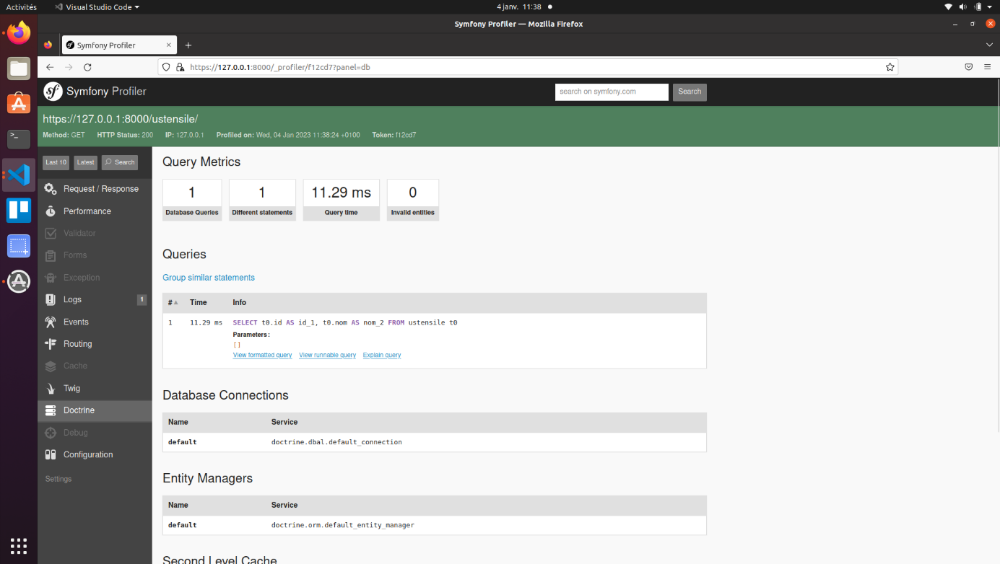 Activités
Visual Studio Code
4 janv. 11:38
Symfony Profiler — Mozilla Firefox
Symfony Profiler
https://127.0.0.1:8000/_profiler/f12cd7?panel=db
sf Symfony Profiler
search on symfony.com
Search
https://127.0.0.1:8000/ustensile/
Method: GET HTTP Status: 200 IP: 127.0.0.1 Profiled on: Wed, 04 Jan 2023 11:38:24 +0100 Token: f12cd7
Last 10
Latest
Search
Request / Response
Performance
Validator
Forms
Exception
Logs 1
Events
Routing
Cache
Twig
Doctrine
Debug
Configuration
Settings
Query Metrics
1
Database Queries
1
Different statements
11.29 ms
Query time
0
Invalid entities
Queries
Group similar statements
# Time Info
1 11.29 ms SELECT t0.id AS id_1, t0.nom AS nom_2 FROM ustensile t0
Parameters:
[]
View formatted query View runnable query Explain query
Database Connections
Name Service
default doctrine.dbal.default_connection
Entity Managers
Name Service
default doctrine.orm.default_entity_manager
Second Level Cache